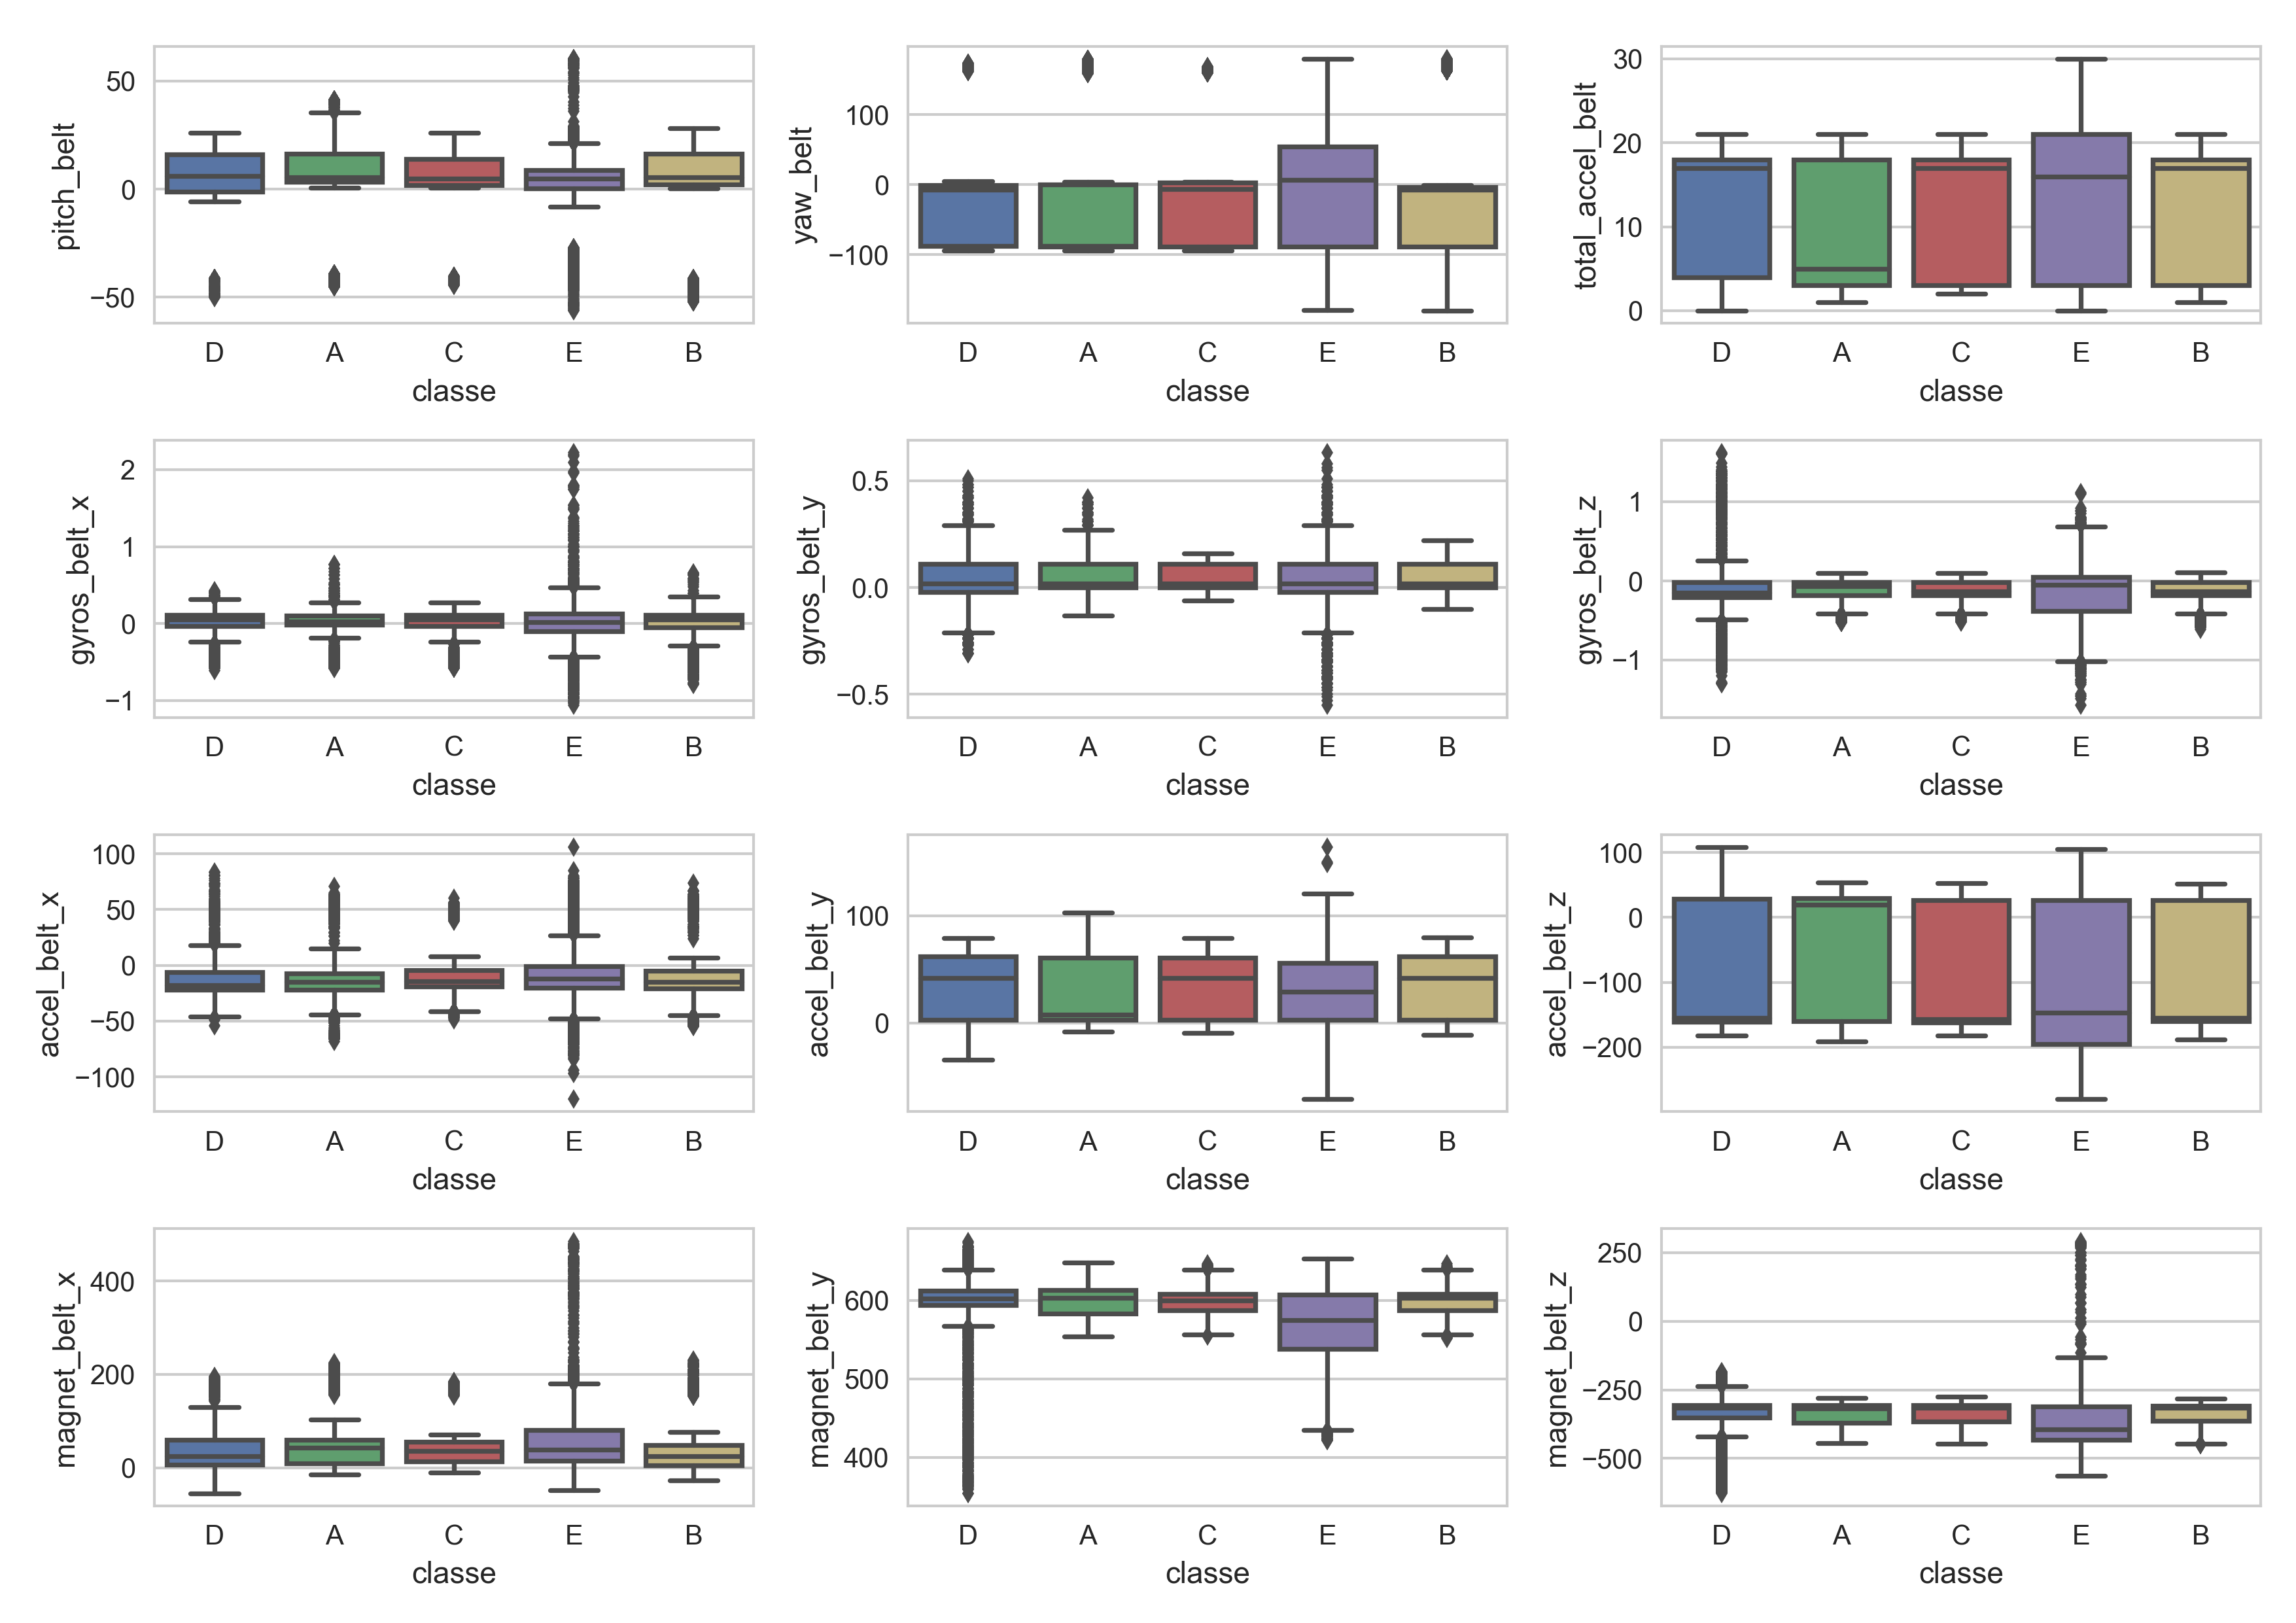 pitch_belt
50
0
−50
D A C E B
classe
yaw_belt
100
0
−100
D A C E B
classe
total_accel_belt
30
20
10
0
D A C E B
classe
gyros_belt_x
2
1
0
−1
D A C E B
classe
gyros_belt_y
0.5
0.0
−0.5
D A C E B
classe
gyros_belt_z
1
0
−1
D A C E B
classe
accel_belt_x
100
50
0
−50
−100
D A C E B
classe
accel_belt_y
100
0
D A C E B
classe
accel_belt_z
100
0
−100
−200
D A C E B
classe
magnet_belt_x
400
200
0
D A C E B
classe
magnet_belt_y
600
500
400
D A C E B
classe
magnet_belt_z
250
0
−250
−500
D A C E B
classe